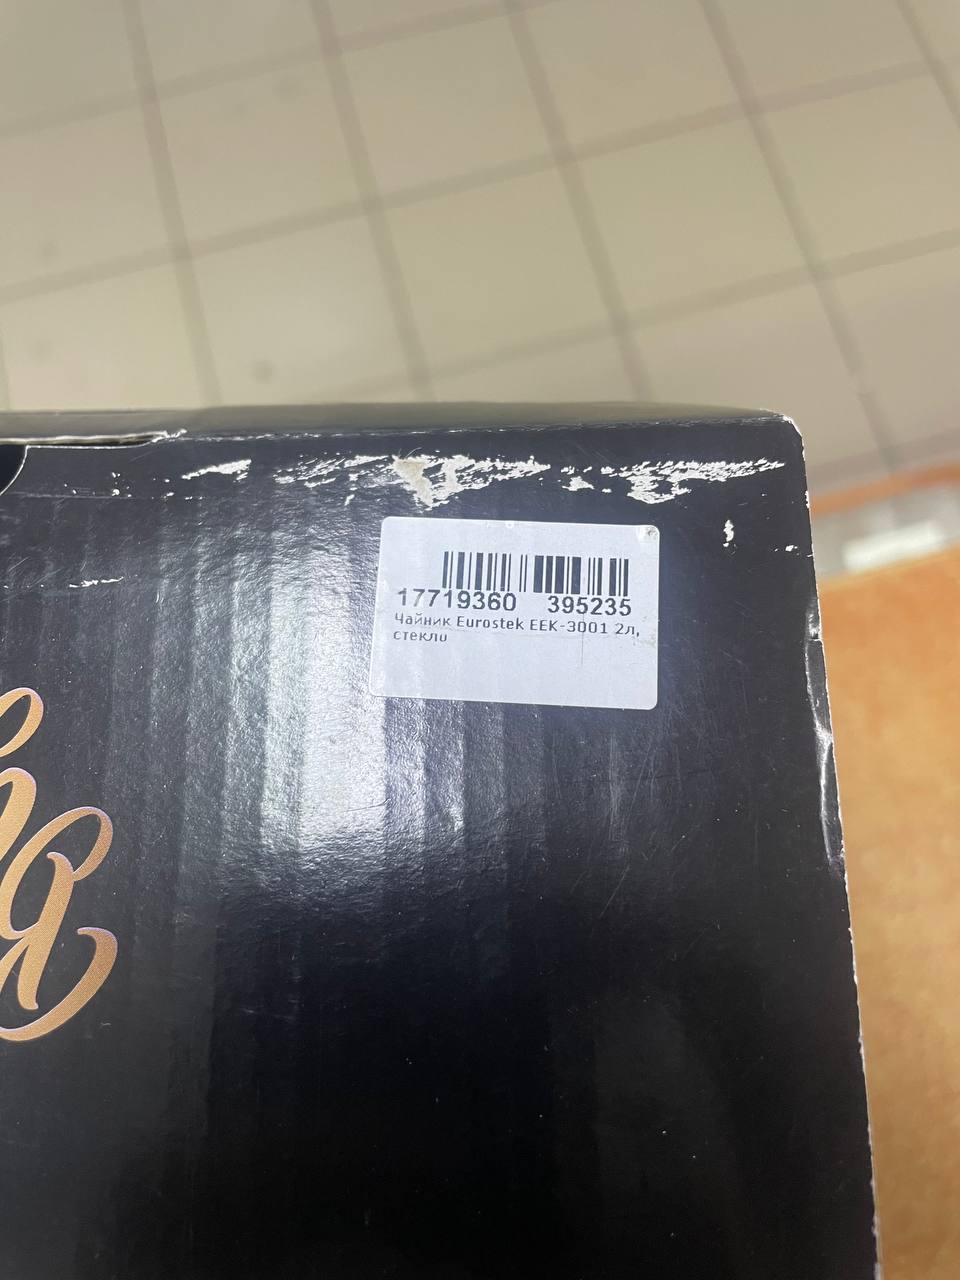 17719360 395235
Чайник Eurostek EEK-3001 2л,
стекло